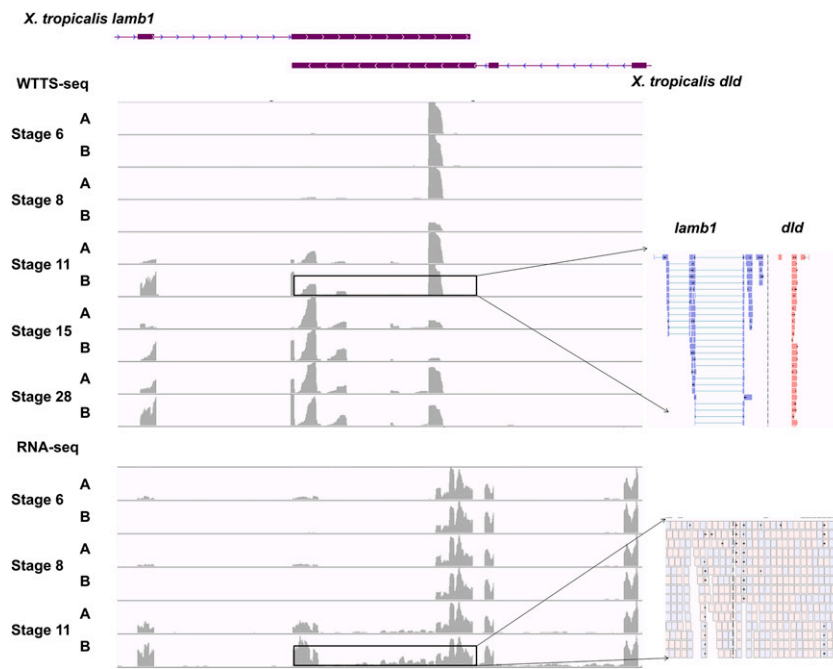 X. tropicalis lamb1
X. tropicalis dld
WTTS-seq
Stage 6
A
B
Stage 8
A
B
Stage 11
A
B
Stage 15
A
B
Stage 28
A
B
lamb1
dld
RNA-seq
Stage 6
A
B
Stage 8
A
B
Stage 11
A
B